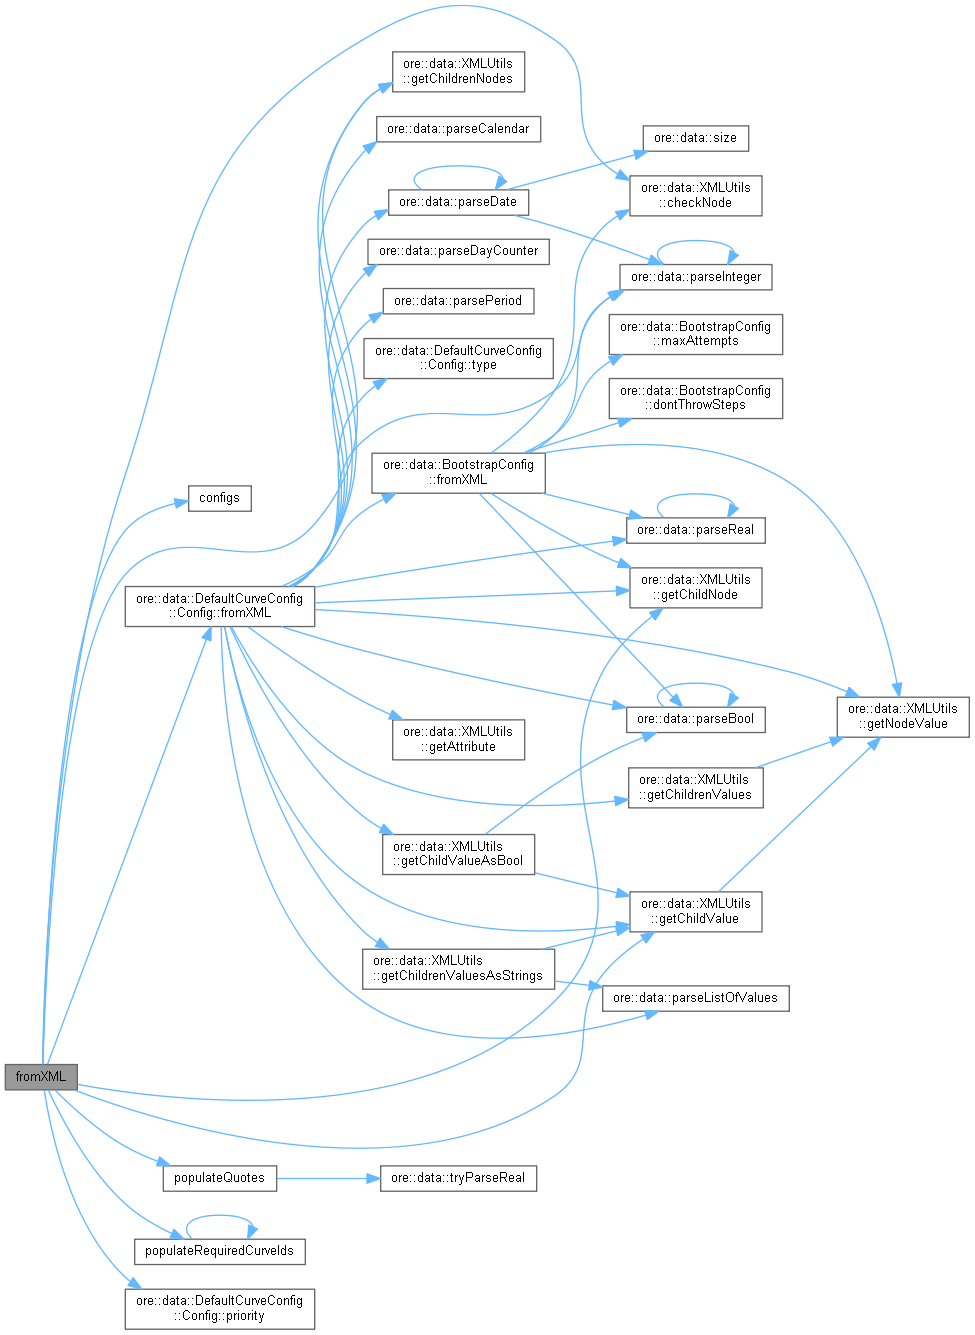 ore::data::XMLUtils
::getChildrenNodes
ore::data::parseCalendar
ore::data::size
ore::data::XMLUtils
::checkNode
ore::data::parseDate
ore::data::parseDayCounter
ore::data::parseInteger
ore::data::parsePeriod
ore::data::BootstrapConfig
::maxAttempts
ore::data::DefaultCurveConfig
::Config::type
ore::data::BootstrapConfig
::dontThrowSteps
ore::data::BootstrapConfig
::fromXML
configs
ore::data::parseReal
ore::data::XMLUtils
::getChildNode
ore::data::DefaultCurveConfig
::Config::fromXML
ore::data::XMLUtils
::getNodeValue
ore::data::parseBool
ore::data::XMLUtils
::getAttribute
ore::data::XMLUtils
::getChildrenValues
ore::data::XMLUtils
::getChildValueAsBool
ore::data::XMLUtils
::getChildValue
ore::data::XMLUtils
::getChildrenValuesAsStrings
ore::data::parseListOfValues
fromXML
populateQuotes
ore::data::tryParseReal
populateRequiredCurveIds
ore::data::DefaultCurveConfig
::Config::priority